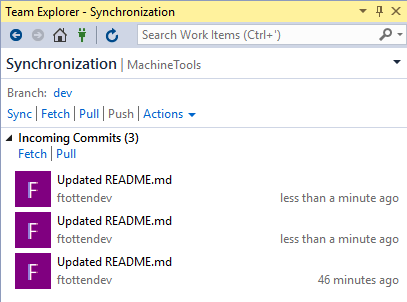 Team Explorer - Synchronization
Search Work Items (Ctrl+')
Synchronization | MachineTools
Branch: dev
Sync | Fetch | Pull | Push | Actions
Incoming Commits (3)
Fetch | Pull
F
Updated README.md
ftottendev less than a minute ago
F
Updated README.md
ftottendev less than a minute ago
F
Updated README.md
ftottendev 46 minutes ago